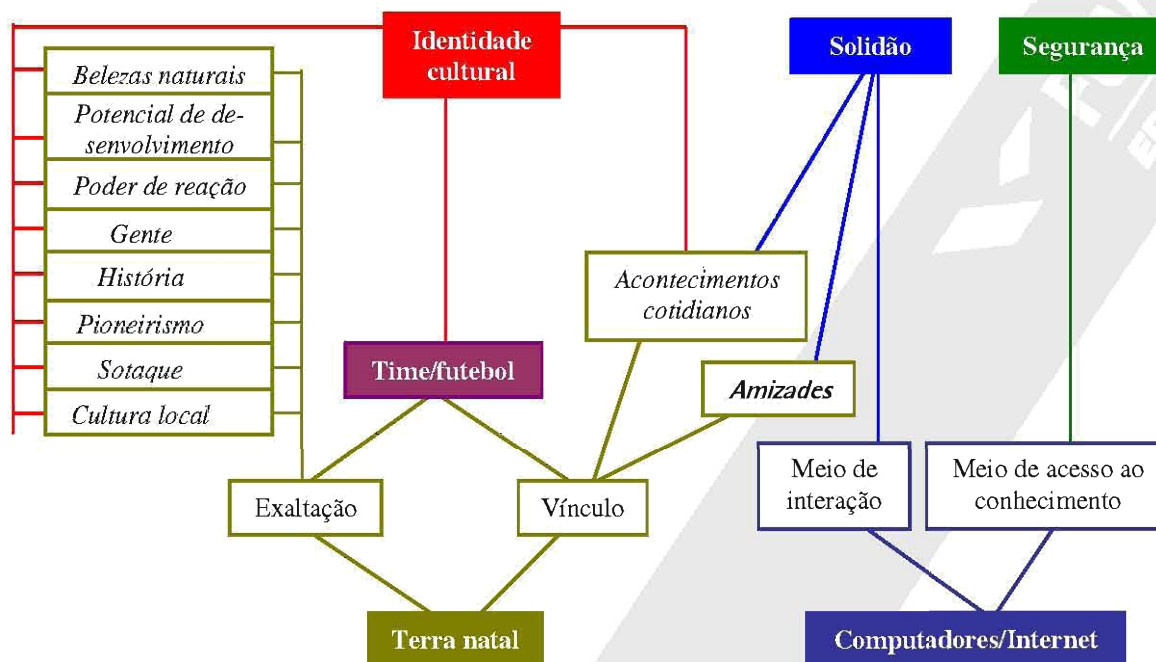 Identidade
cultural
Solidão
Segurança
Belezas naturais
Potencial de de-
senvolvimento
Poder de reação
Gente
História
Pioneirismo
Sotaque
Cultura local
Acontecimentos
cotidianos
Time/futebol
Amizades
Exaltação
Vínculo
Meio de
interação
Meio de acesso ao
conhecimento
Terra natal
Computadores/Internet